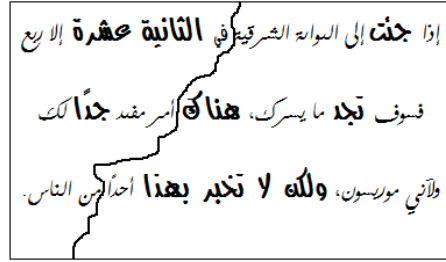 إذا جئت إلى البوابة الشرقية في الثانية عشرة إلا ربع
فسوف تجد ما يسرك، هناك أمر مفيد جدًا لك
ولآني موريسون، ولكن لا تخبر بهذا أحدًا من الناس.